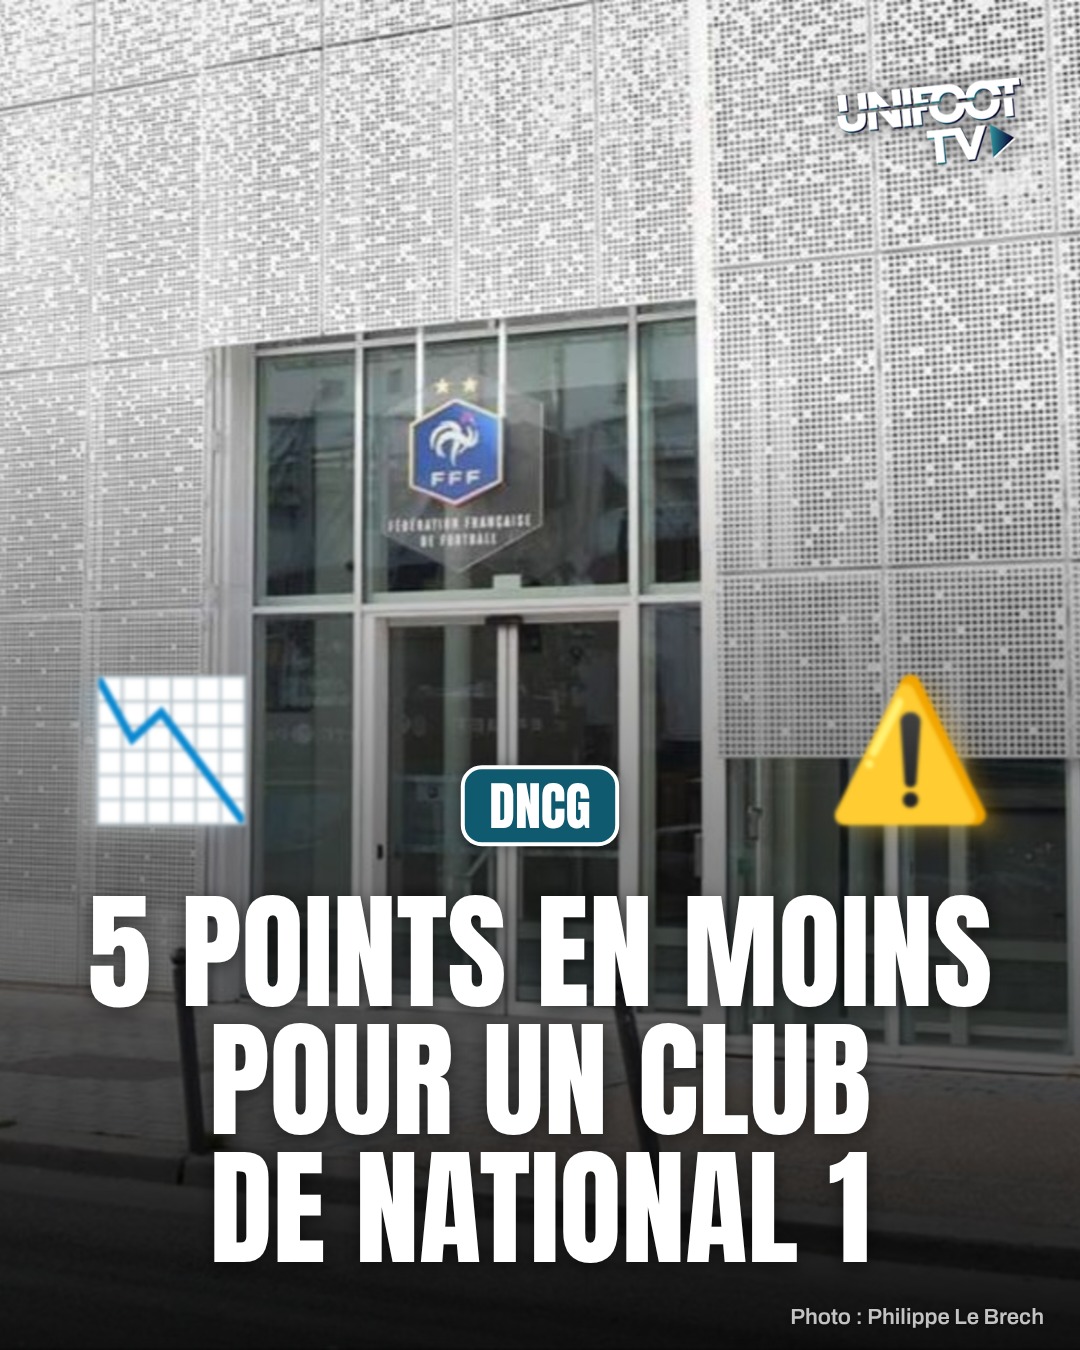 UNIFOOT
TV
FFF
FÉDÉRATION FRANÇAISE
DE FOOTBALL
DNCG
5 POINTS EN MOINS
POUR UN CLUB
DE NATIONAL 1
Photo : Philippe Le Brech